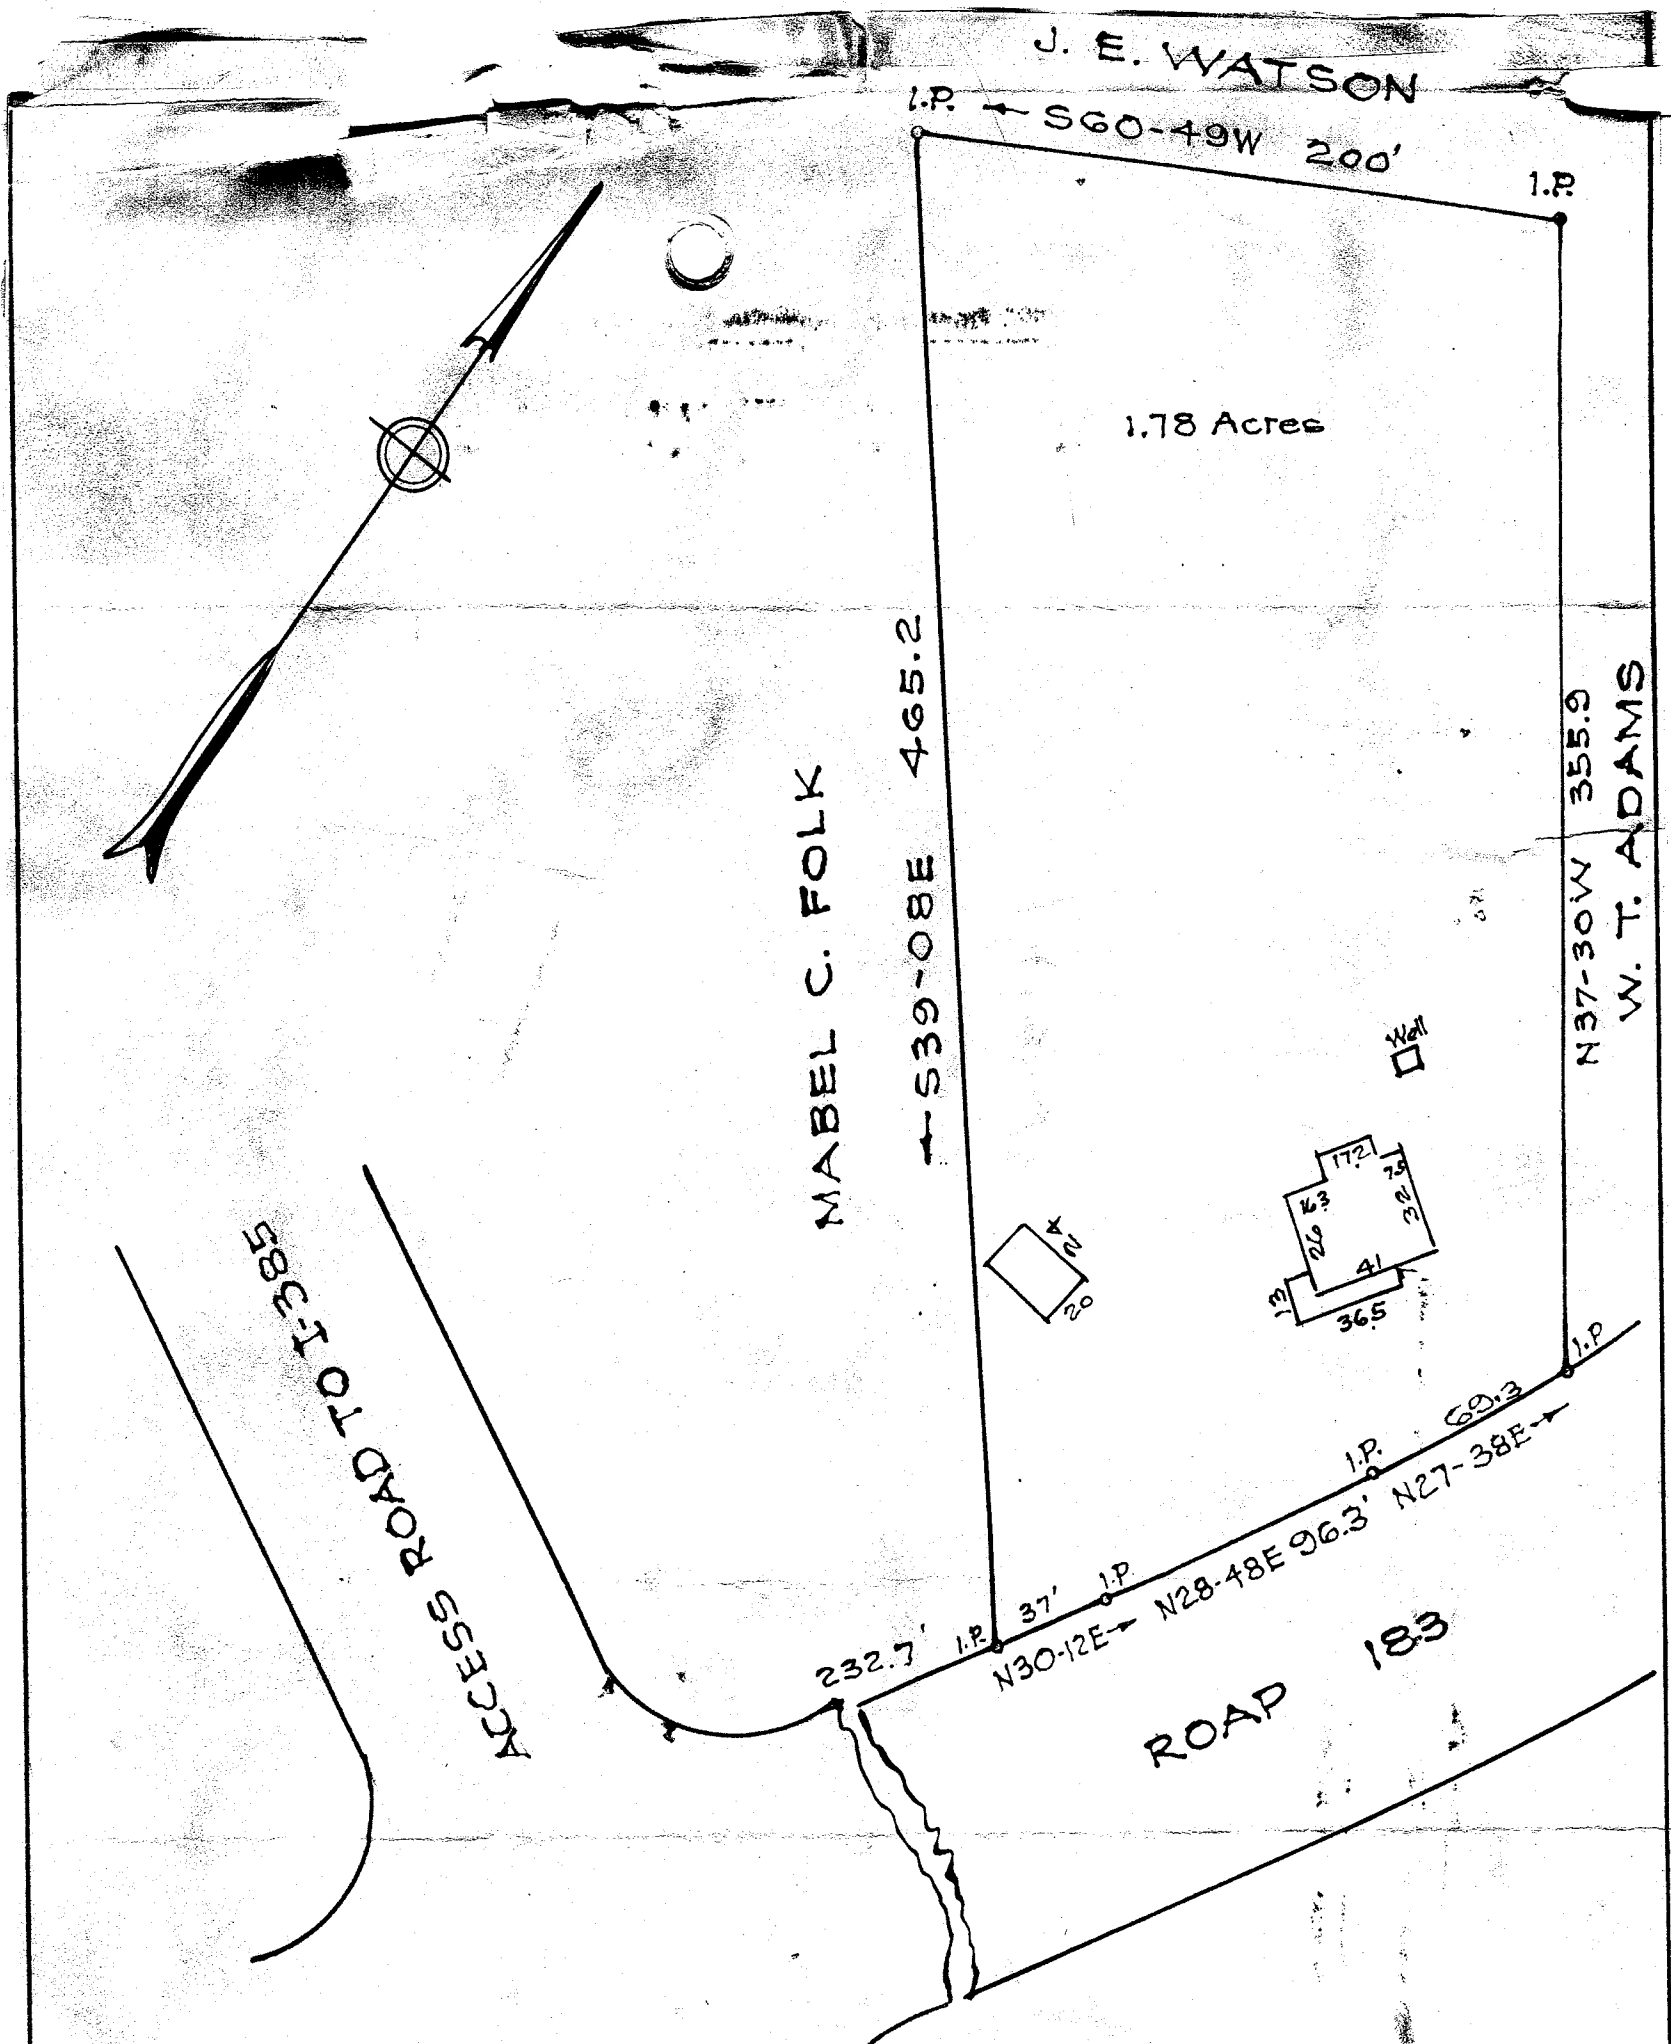 J. E. WATSON
I.P. ← S60-49W 200'
I.P.
1.78 Acres
MABEL C. FOLK
←S39-08E 465.2
N37-30W 355.9
W. T. ADAMS
Well
17.2
32
26
16.3
41
13
36.5
24
20
I.P
69.3
N27-38E→
I.P.
N28-48E 96.3'
I.P
37'
N30-12E→
I.P.
232.7'
ROAD 183
ACCESS ROAD TO I-385